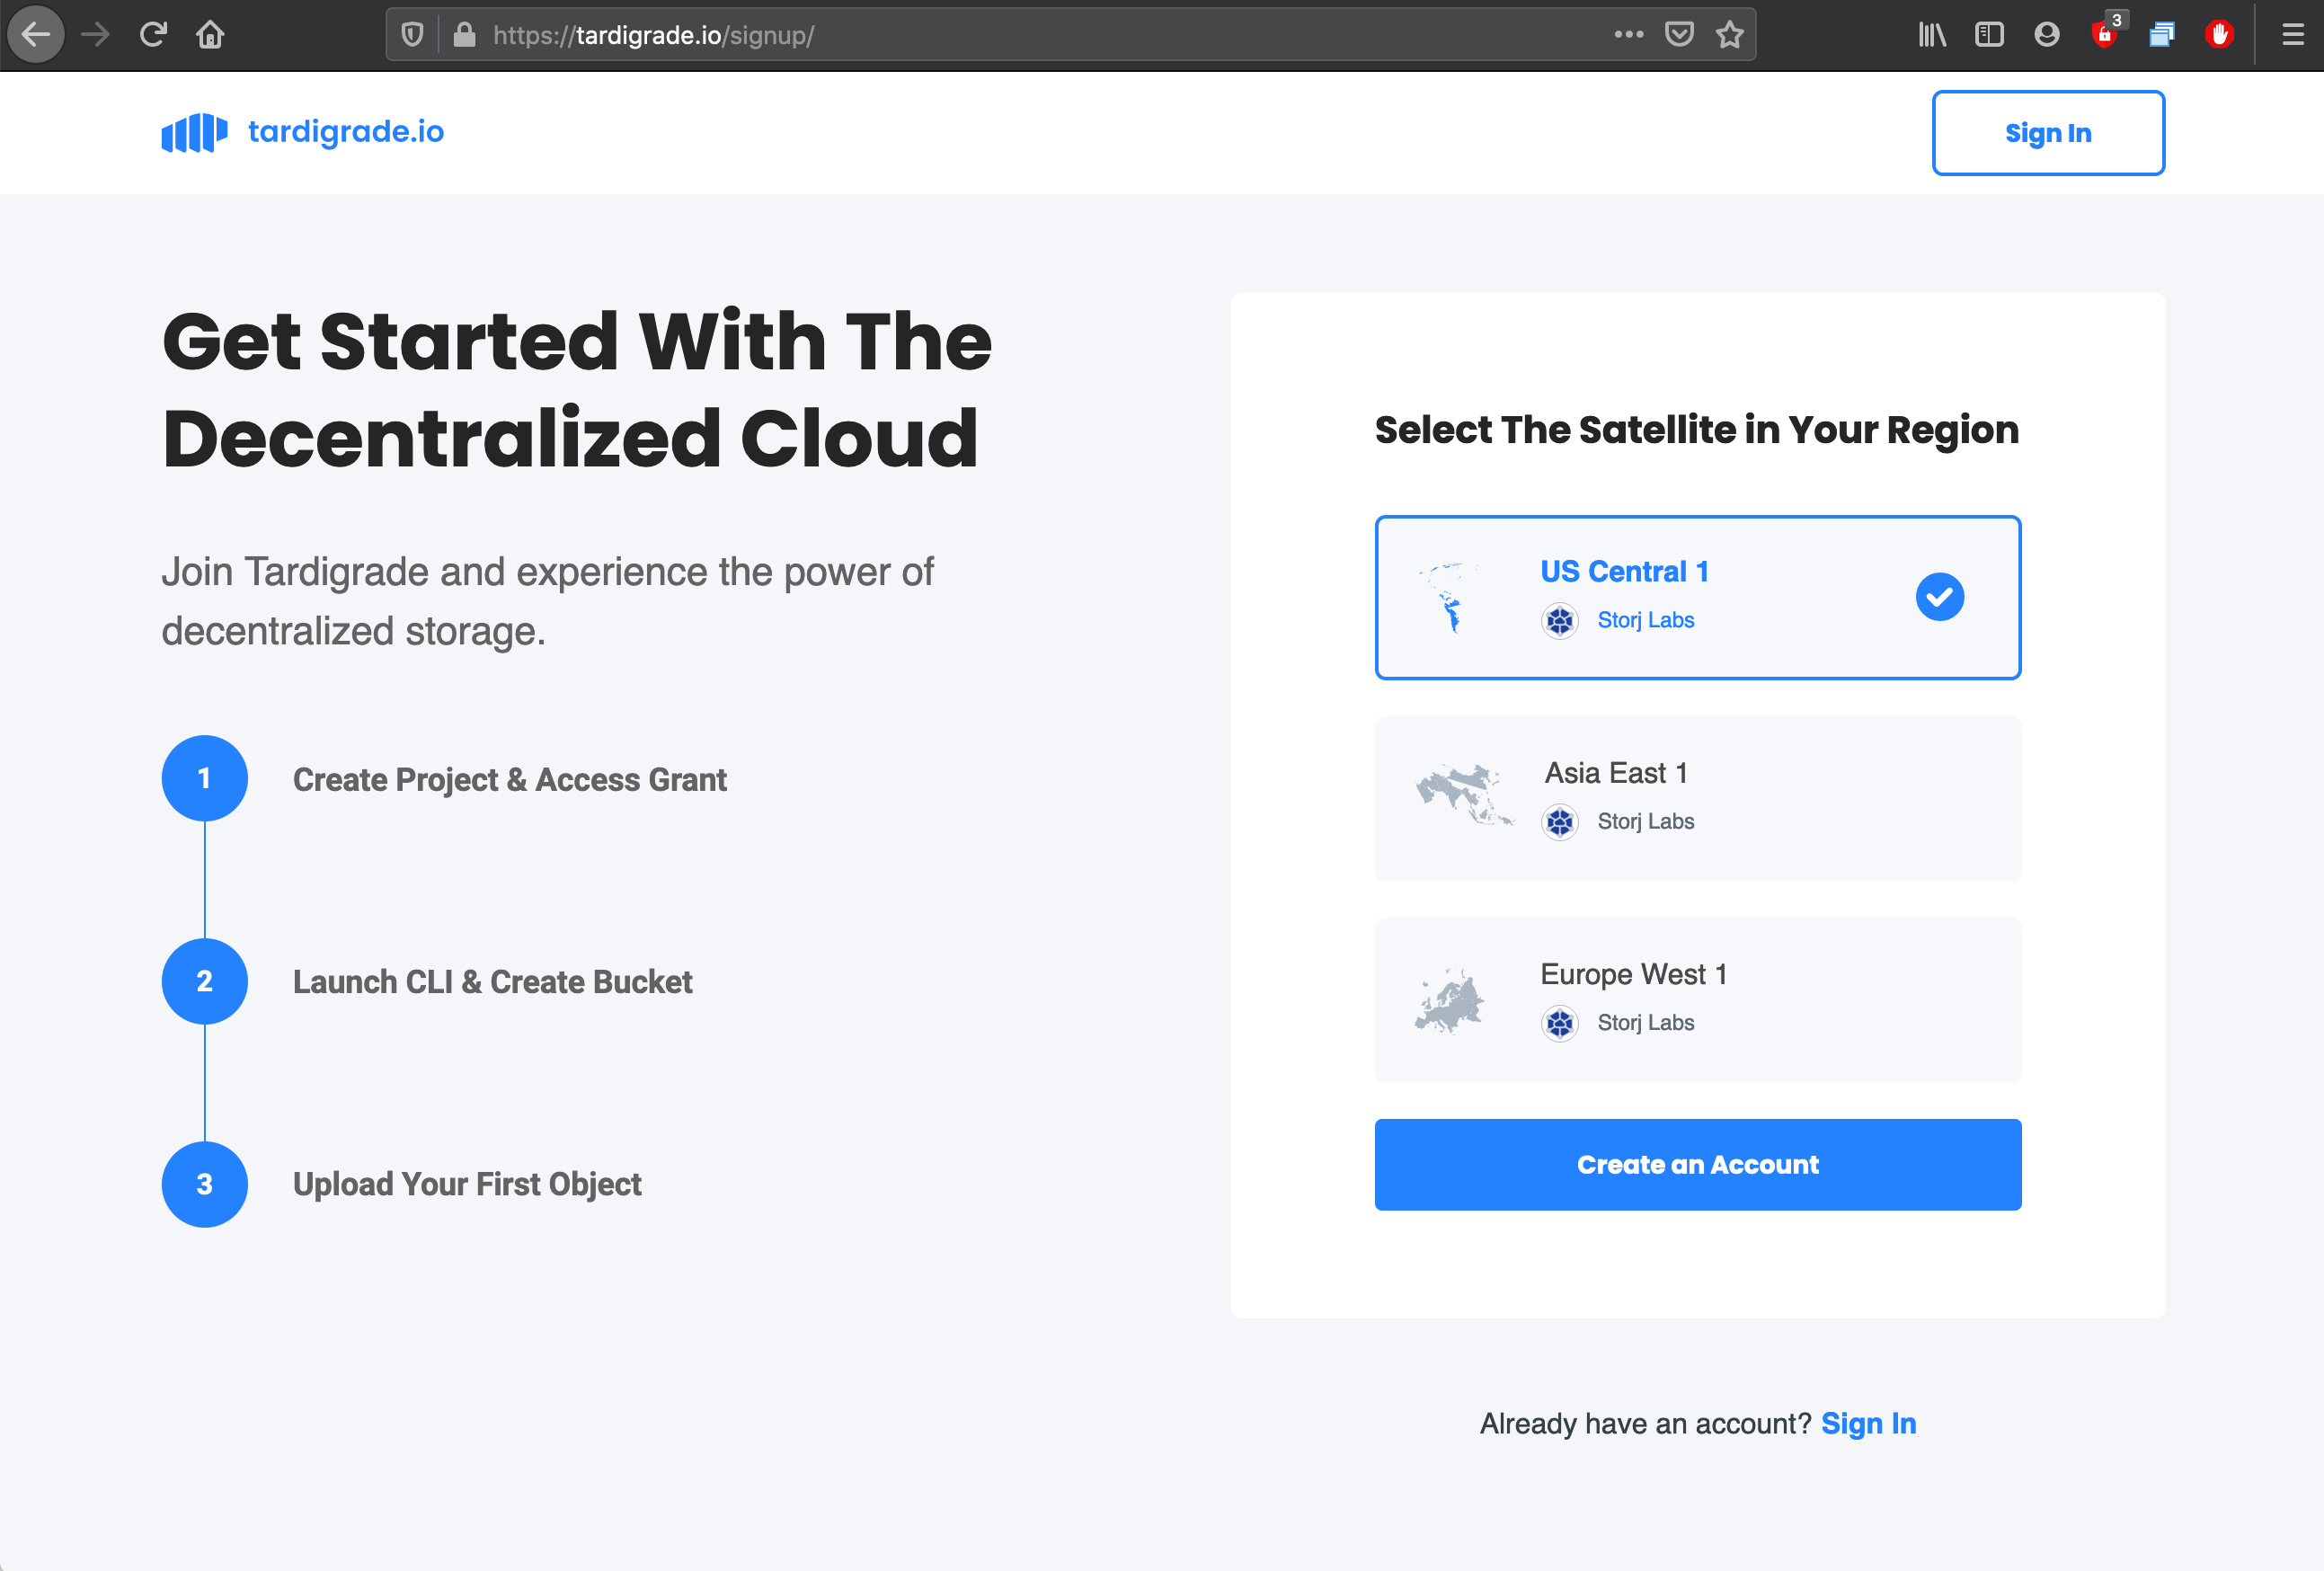 https://tardigrade.io/signup/
3
tardigrade.io
Sign In
Get Started With The
Decentralized Cloud
Join Tardigrade and experience the power of
decentralized storage.
1
Create Project & Access Grant
2
Launch CLI & Create Bucket
3
Upload Your First Object
Select The Satellite in Your Region
US Central 1
Storj Labs
Asia East 1
Storj Labs
Europe West 1
Storj Labs
Create an Account
Already have an account? Sign In